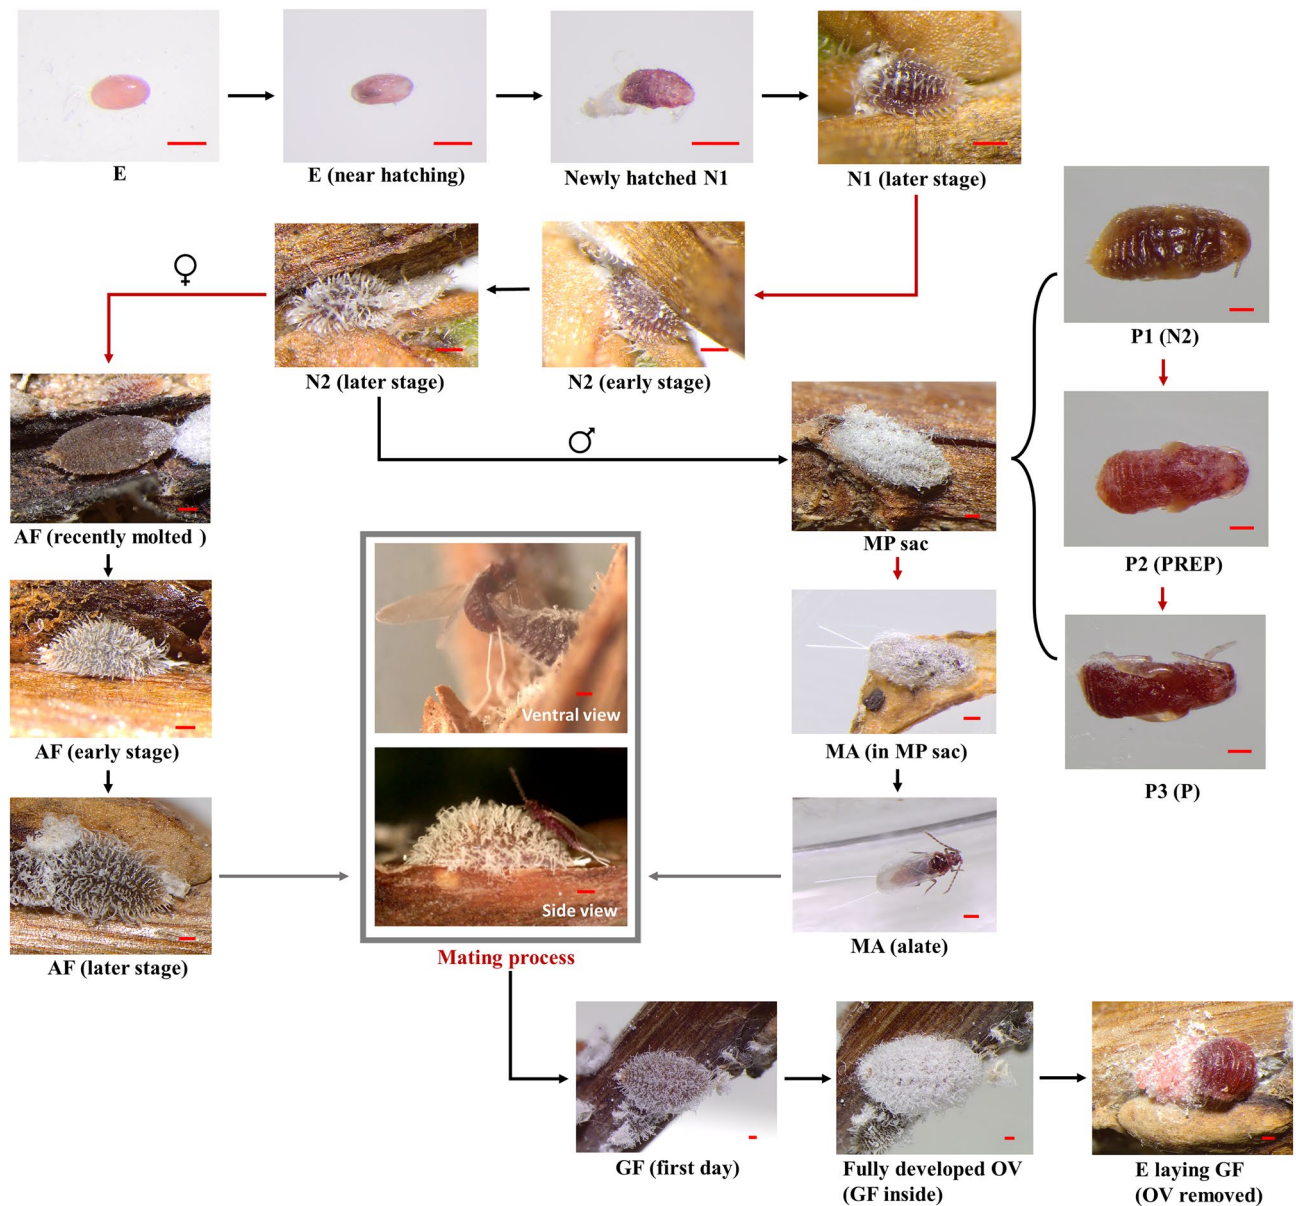 E
E (near hatching)
Newly hatched N1
N1 (later stage)
P1 (N2)
♀
N2 (later stage)
N2 (early stage)
♂
AF (recently molted )
MP sac
P2 (PREP)
Ventral view
AF (early stage)
MA (in MP sac)
P3 (P)
Side view
AF (later stage)
Mating process
MA (alate)
GF (first day)
Fully developed OV
(GF inside)
E laying GF
(OV removed)